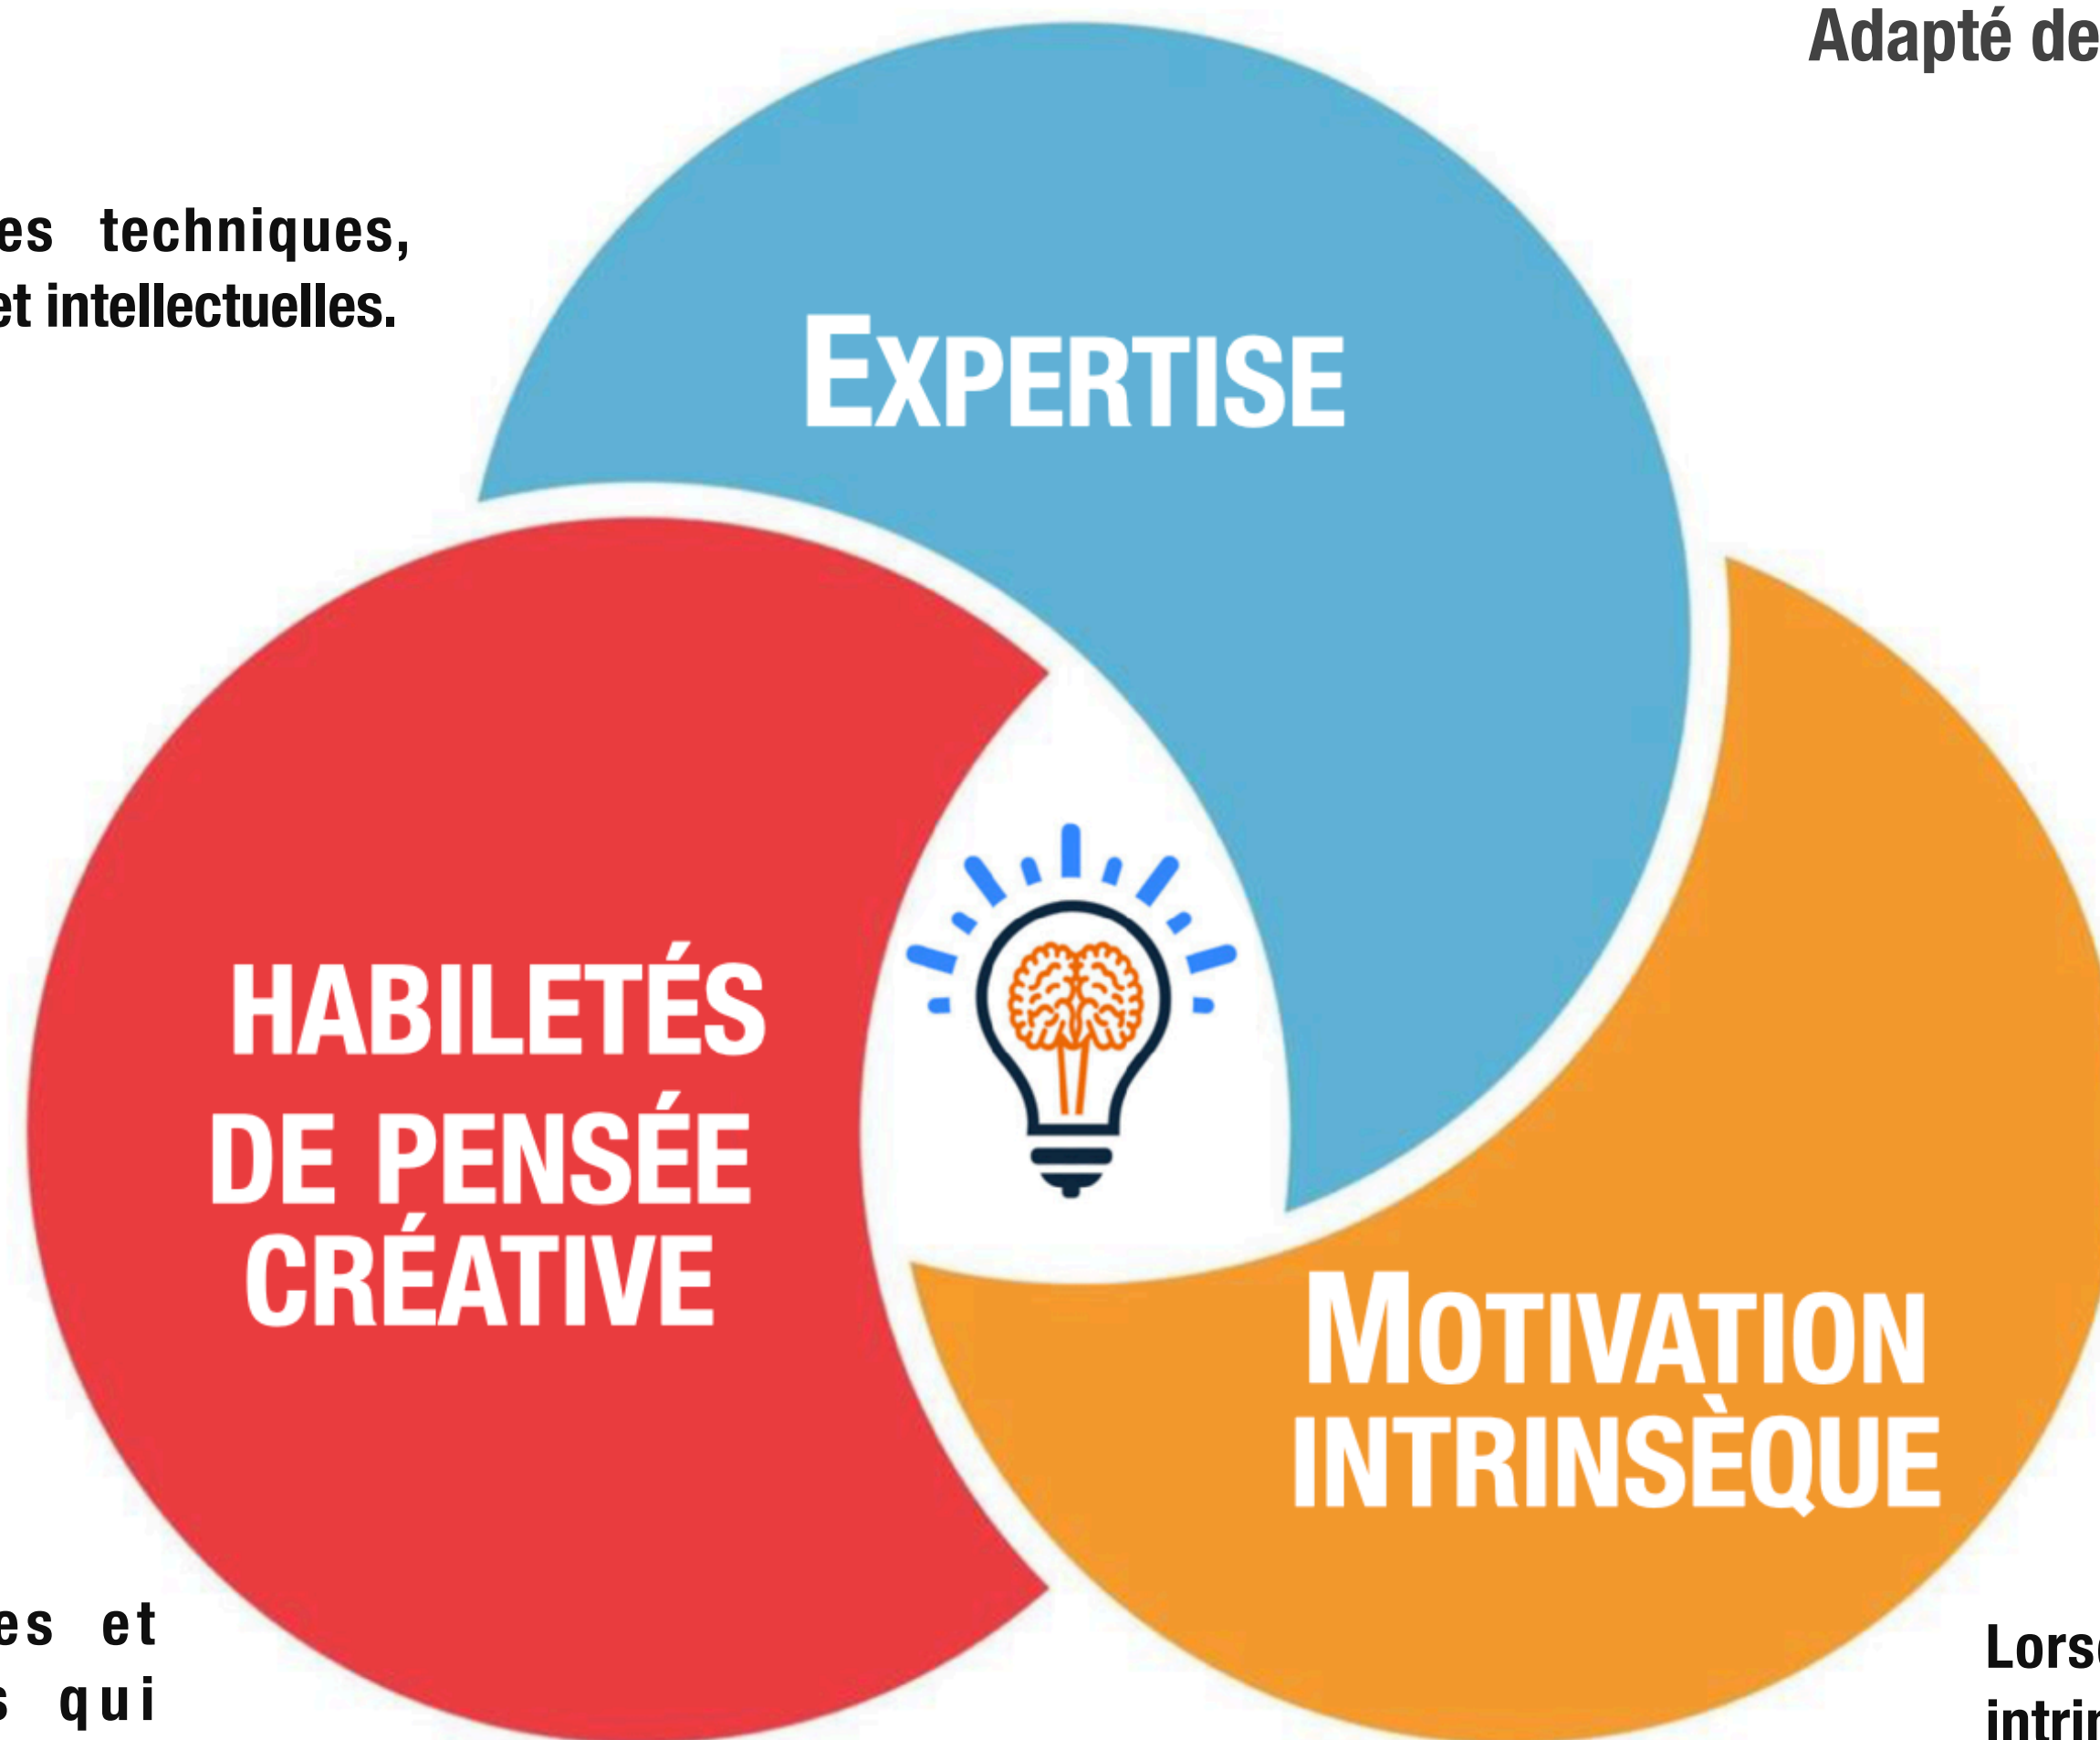 Adapté de
es techniques,
et intellectuelles.
EXPERTISE
HABILETÉS
DE PENSÉE
CRÉATIVE
MOTIVATION
INTRINSÈQUE
es et
s qui